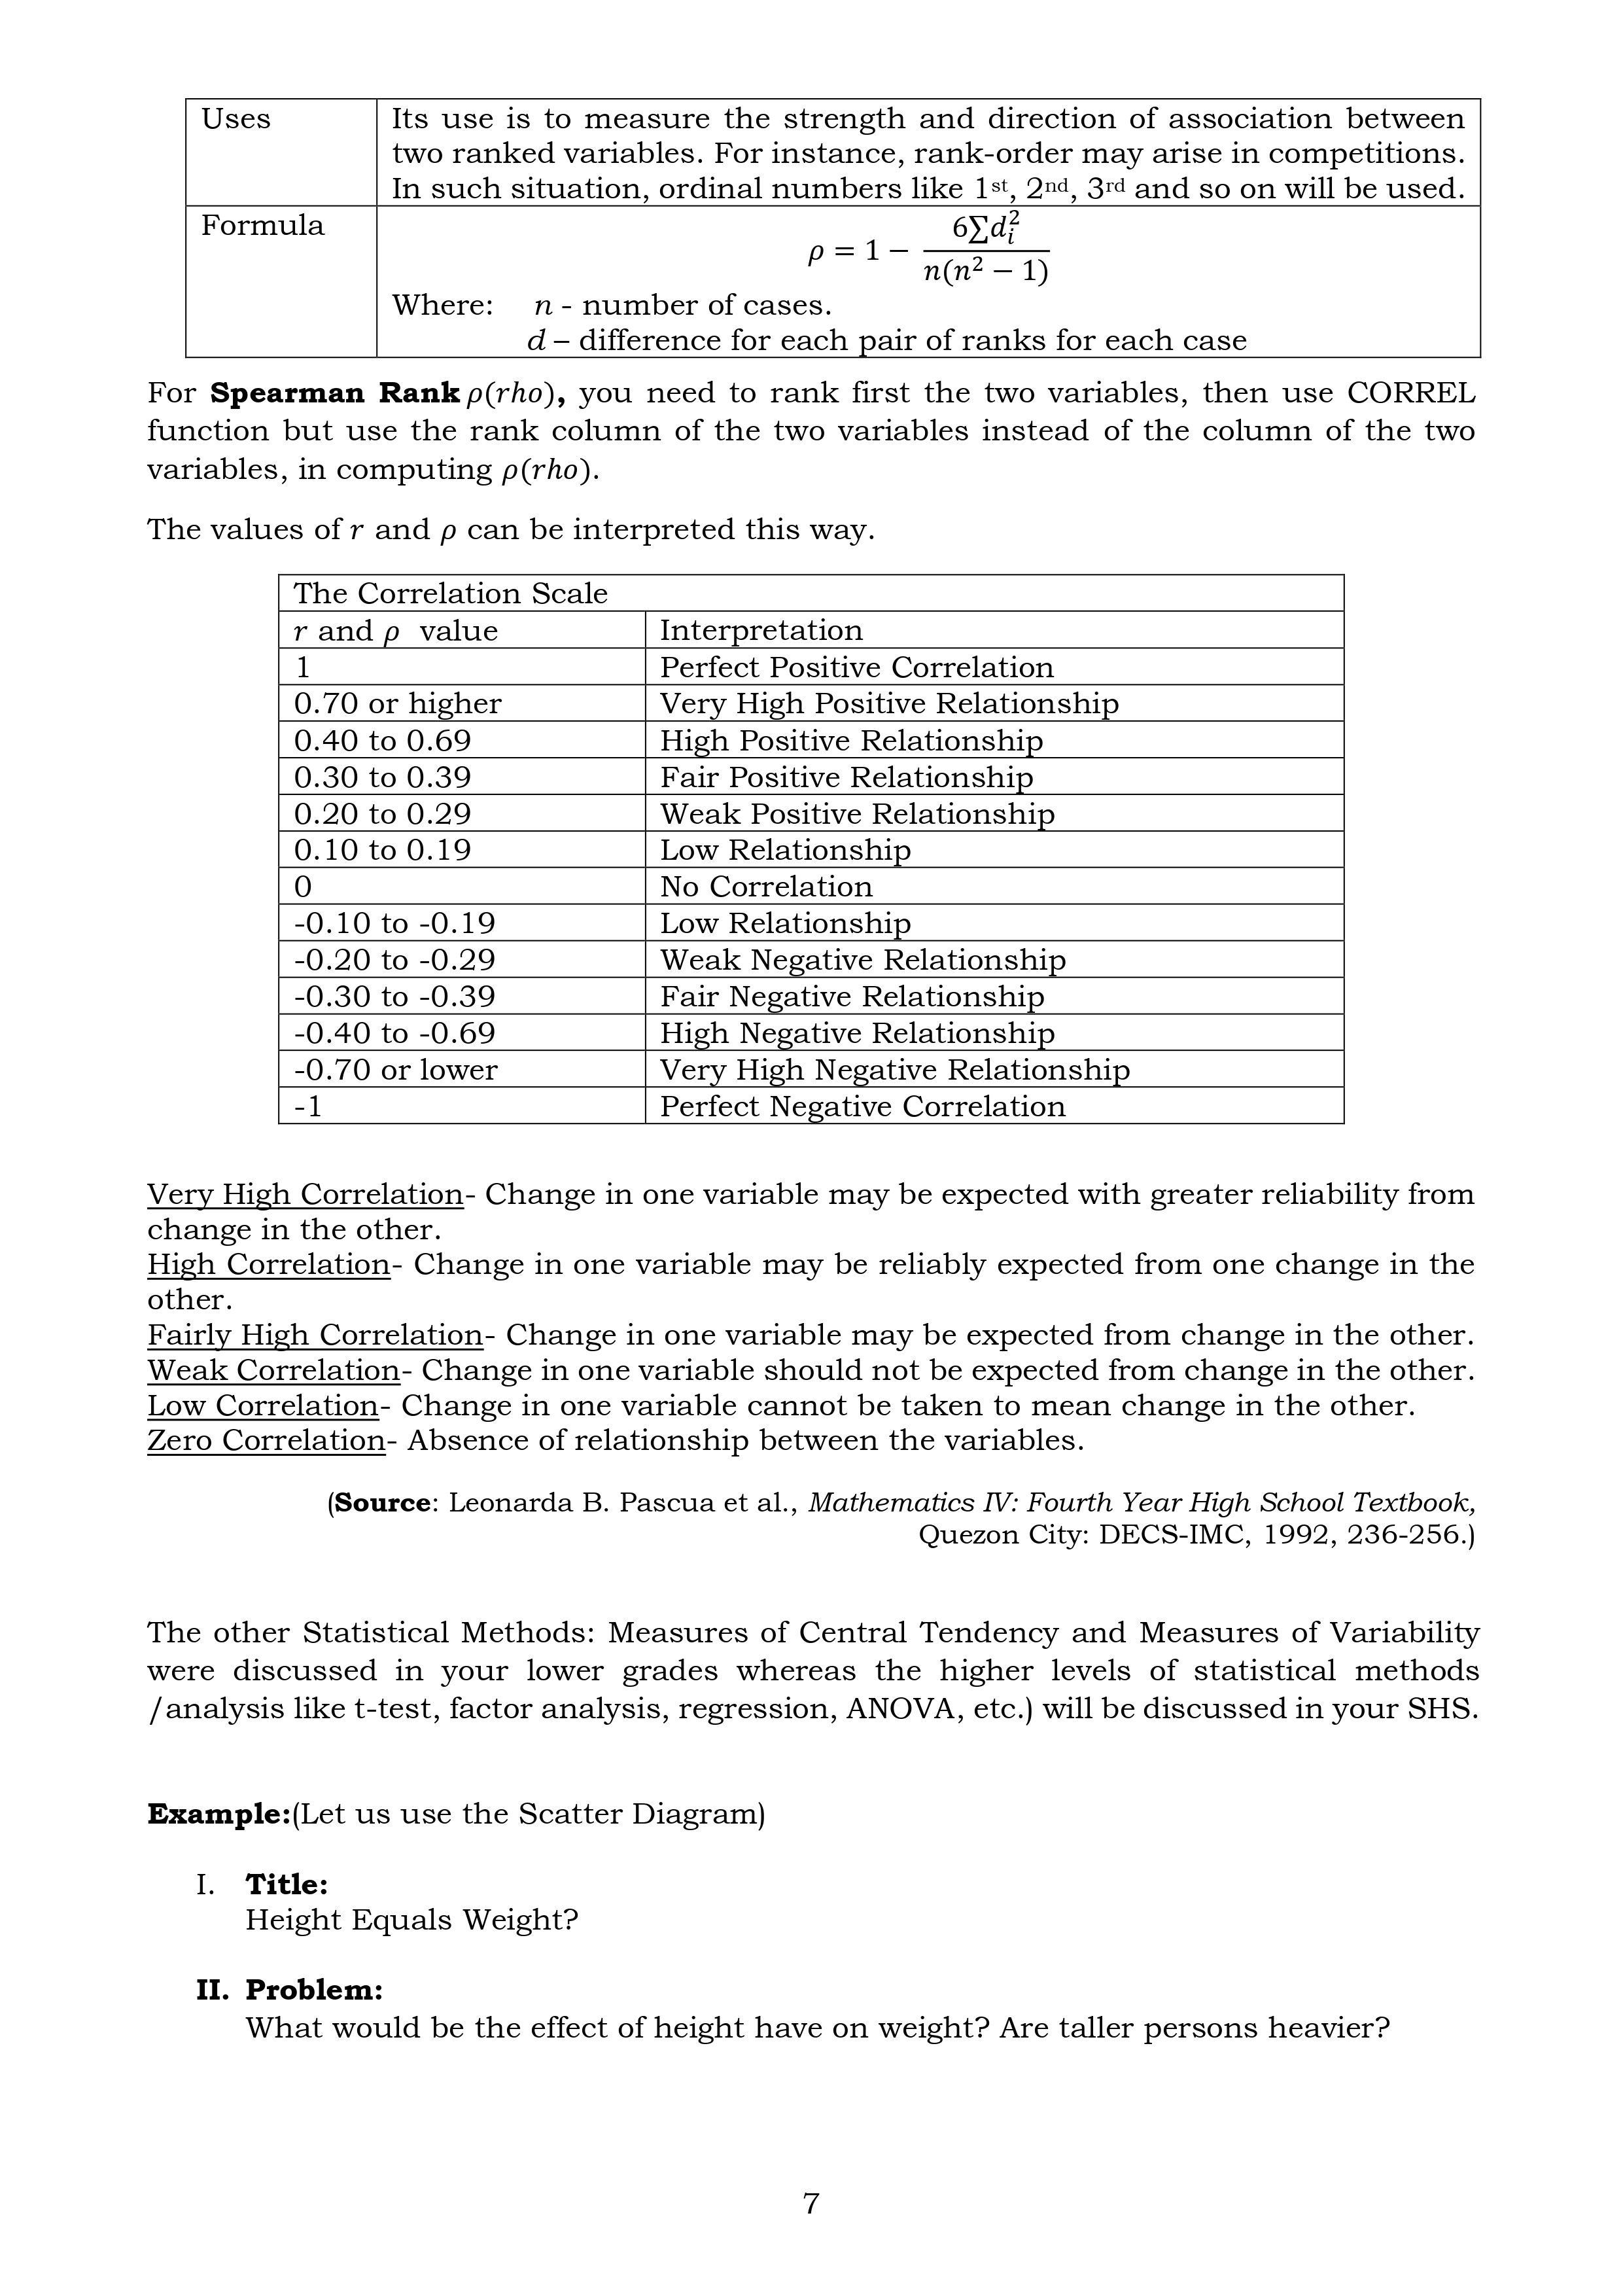 Uses
Its use is to measure the strength and direction of association between
two ranked variables. For instance, rank-order may arise in competitions.
In such situation, ordinal numbers like 1st, 2nd, 3rd and so on will be used.
Formula
ρ = 1 − 6∑d_i^2 / n(n^2 − 1)
Where: n - number of cases.
d – difference for each pair of ranks for each case
For Spearman Rank ρ(rho), you need to rank first the two variables, then use CORREL
function but use the rank column of the two variables instead of the column of the two
variables, in computing ρ(rho).
The values of r and ρ can be interpreted this way.
The Correlation Scale
r and ρ value Interpretation
1 Perfect Positive Correlation
0.70 or higher Very High Positive Relationship
0.40 to 0.69 High Positive Relationship
0.30 to 0.39 Fair Positive Relationship
0.20 to 0.29 Weak Positive Relationship
0.10 to 0.19 Low Relationship
0 No Correlation
-0.10 to -0.19 Low Relationship
-0.20 to -0.29 Weak Negative Relationship
-0.30 to -0.39 Fair Negative Relationship
-0.40 to -0.69 High Negative Relationship
-0.70 or lower Very High Negative Relationship
-1 Perfect Negative Correlation
Very High Correlation- Change in one variable may be expected with greater reliability from
change in the other.
High Correlation- Change in one variable may be reliably expected from one change in the
other.
Fairly High Correlation- Change in one variable may be expected from change in the other.
Weak Correlation- Change in one variable should not be expected from change in the other.
Low Correlation- Change in one variable cannot be taken to mean change in the other.
Zero Correlation- Absence of relationship between the variables.
(Source: Leonarda B. Pascua et al., Mathematics IV: Fourth Year High School Textbook,
Quezon City: DECS-IMC, 1992, 236-256.)
The other Statistical Methods: Measures of Central Tendency and Measures of Variability
were discussed in your lower grades whereas the higher levels of statistical methods
/analysis like t-test, factor analysis, regression, ANOVA, etc.) will be discussed in your SHS.
Example:(Let us use the Scatter Diagram)
I. Title:
Height Equals Weight?
II. Problem:
What would be the effect of height have on weight? Are taller persons heavier?
7